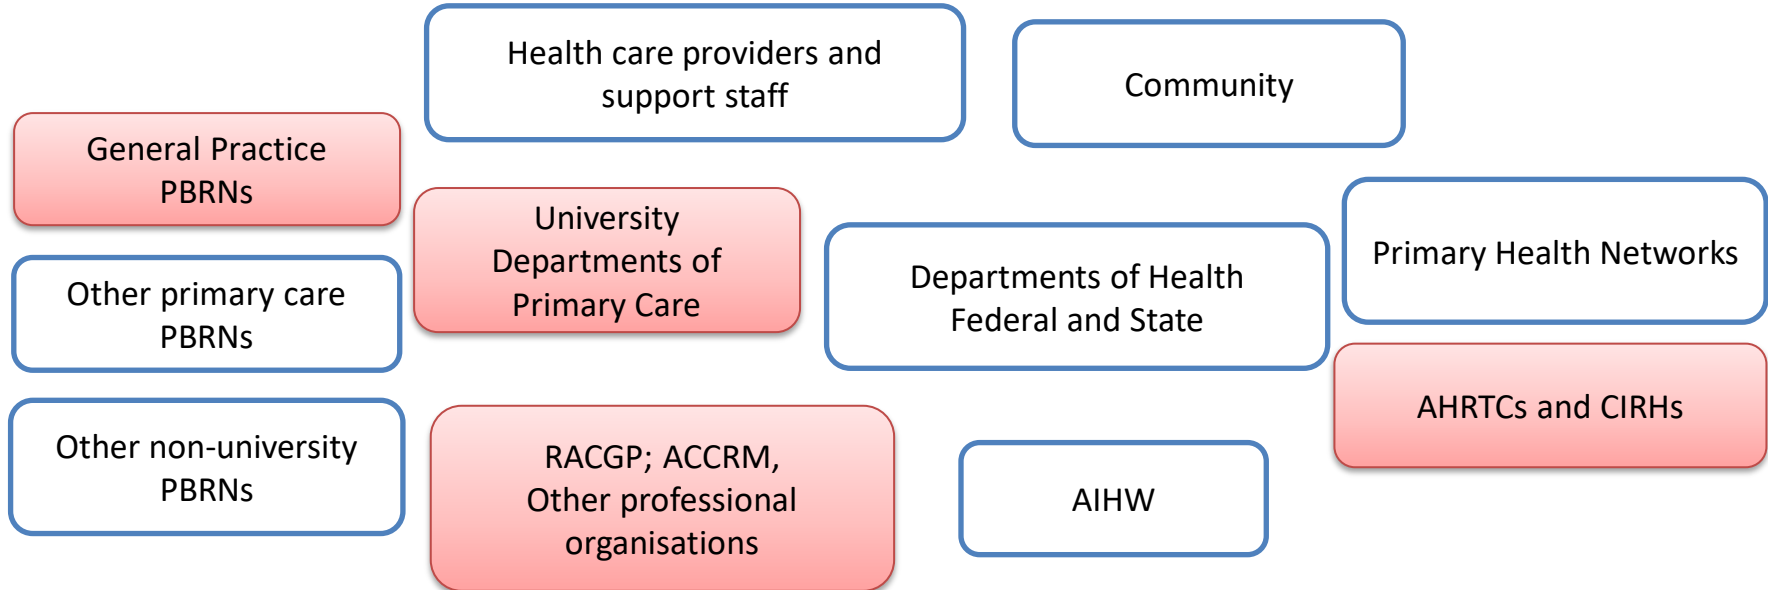 Health care providers and
support staff
Community
General Practice
PBRNs
University
Departments of
Primary Care
Primary Health Networks
Other primary care
PBRNs
Departments of Health
Federal and State
AHRTCs and CIRHs
Other non-university
PBRNs
RACGP; ACCRM,
Other professional
organisations
AIHW